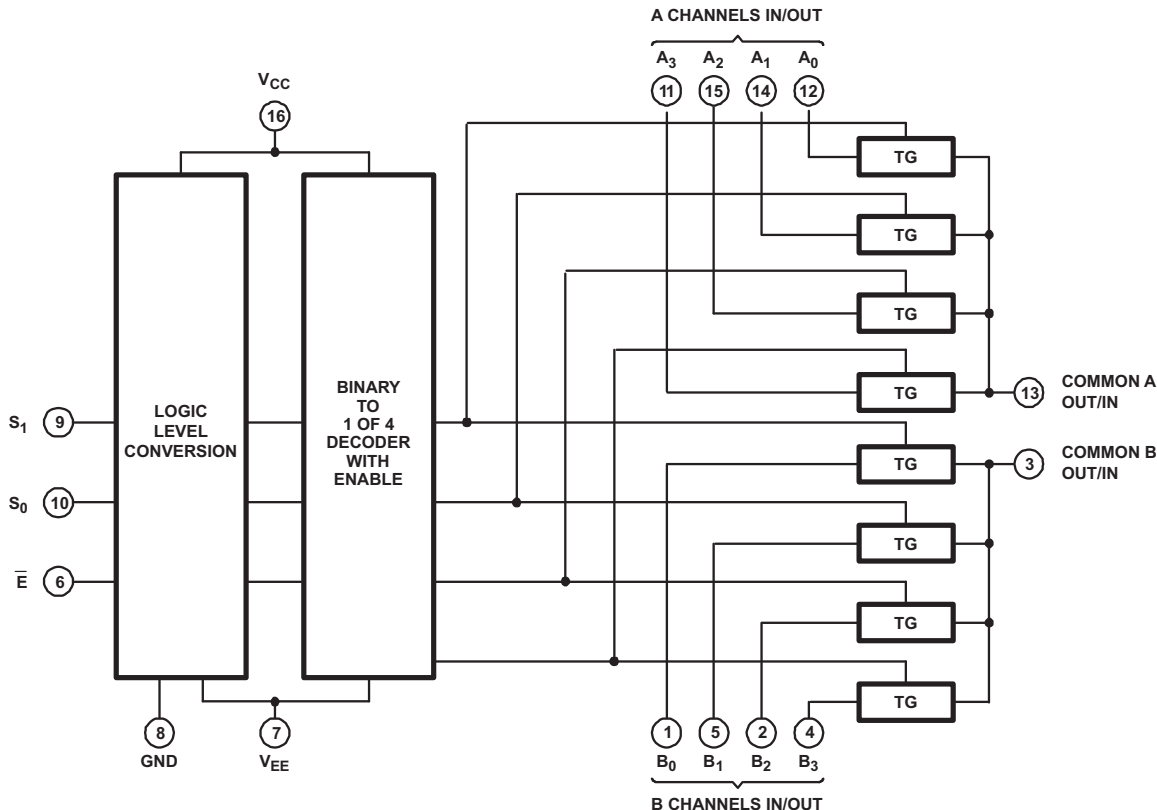 A CHANNELS IN/OUT
A3 A2 A1 A0
11 15 14 12
VCC
16
TG
TG
TG
TG
13 COMMON A
OUT/IN
S1 9
LOGIC
LEVEL
CONVERSION
BINARY
TO
1 OF 4
DECODER
WITH
ENABLE
TG
3 COMMON B
OUT/IN
S0 10
TG
E̅ 6
TG
TG
8
GND
7
VEE
1 5 2 4
B0 B1 B2 B3
B CHANNELS IN/OUT